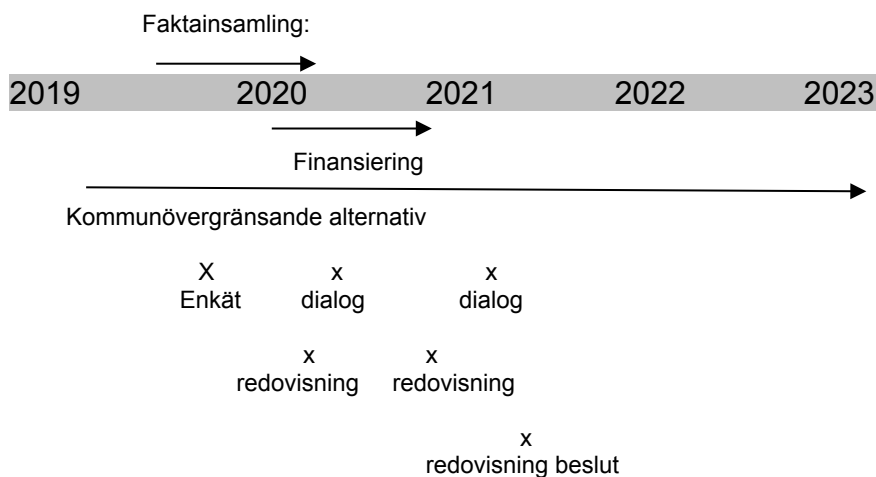 Faktainsamling:
2019 2020 2021 2022 2023
Finansiering
Kommunövergränsande alternativ
X x x
Enkät dialog dialog
x x
redovisning redovisning
x
redovisning beslut